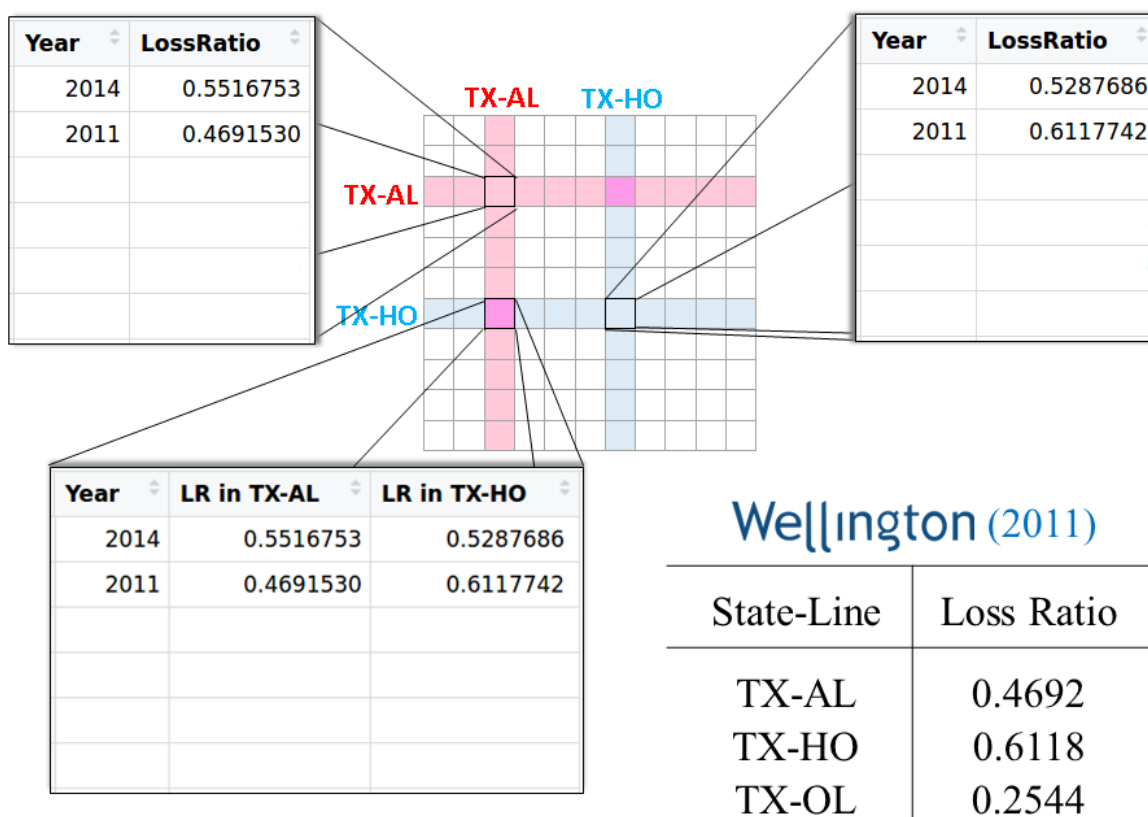 Year LossRatio
2014 0.5516753
2011 0.4691530
Year LossRatio
2014 0.5287686
2011 0.6117742
TX-AL TX-HO
TX-AL
TX-HO
Year LR in TX-AL LR in TX-HO
2014 0.5516753 0.5287686
2011 0.4691530 0.6117742
Wellington (2011)
State-Line Loss Ratio
TX-AL 0.4692
TX-HO 0.6118
TX-OL 0.2544